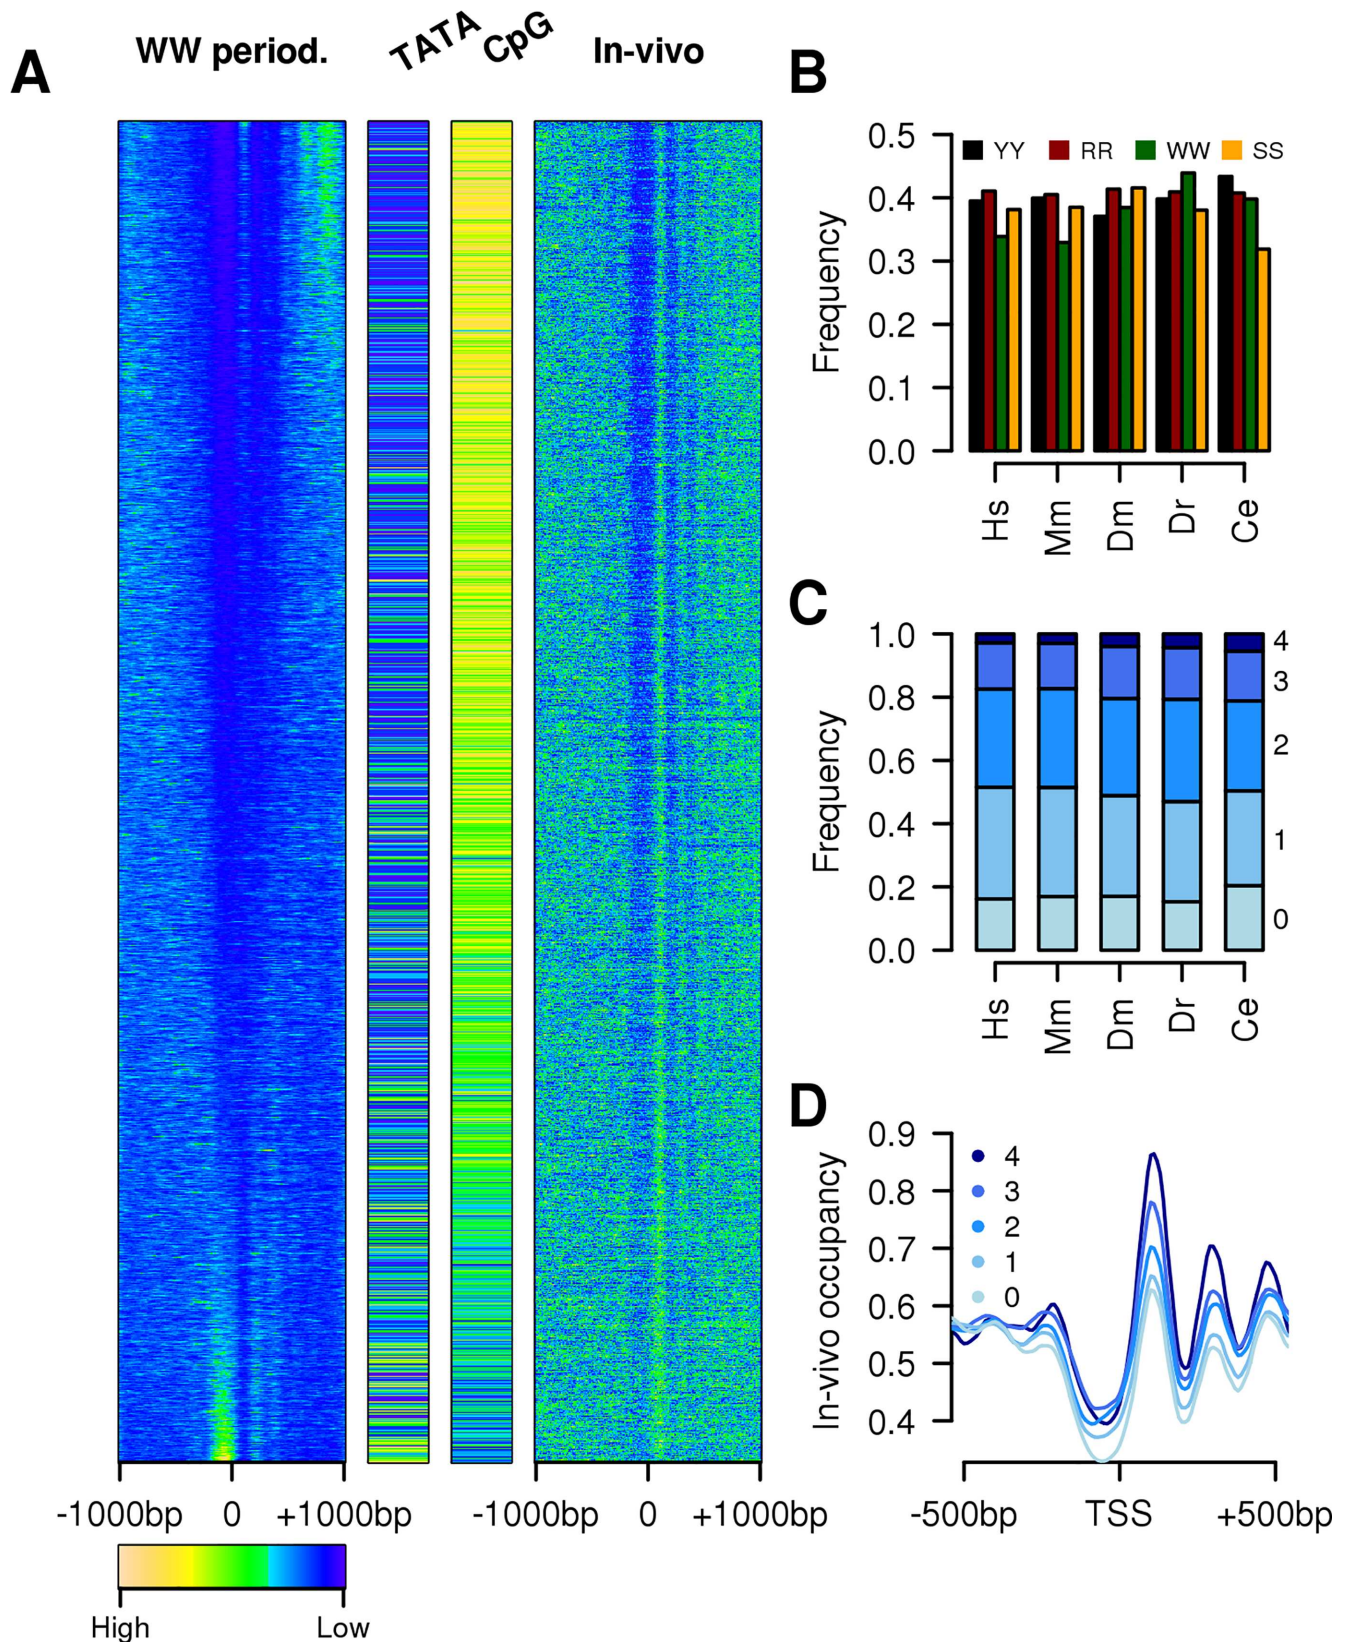 A
WW period.
TATA
CpG
In-vivo
-1000bp 0 +1000bp
-1000bp 0 +1000bp
High Low
B
Frequency
0.5
0.4
0.3
0.2
0.1
0.0
YY RR WW SS
Hs Mm Dm Dr Ce
C
Frequency
1.0
0.8
0.6
0.4
0.2
0.0
4
3
2
1
0
Hs Mm Dm Dr Ce
D
In-vivo occupancy
0.9
0.8
0.7
0.6
0.5
0.4
4
3
2
1
0
-500bp TSS +500bp